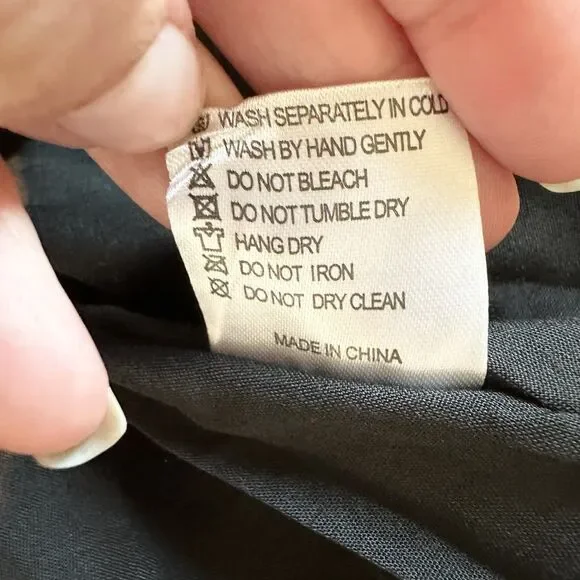 WASH SEPARATELY IN COLD
WASH BY HAND GENTLY
DO NOT BLEACH
DO NOT TUMBLE DRY
HANG DRY
DO NOT IRON
DO NOT DRY CLEAN
MADE IN CHINA